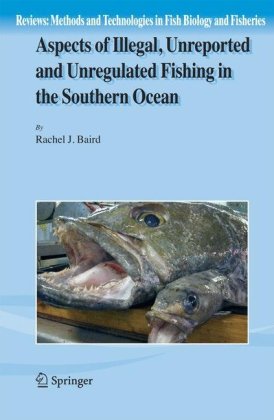 Reviews: Methods and Technologies in Fish Biology and Fisheries
Aspects of Illegal, Unreported
and Unregulated Fishing in
the Southern Ocean
By
Rachel J. Baird
Springer